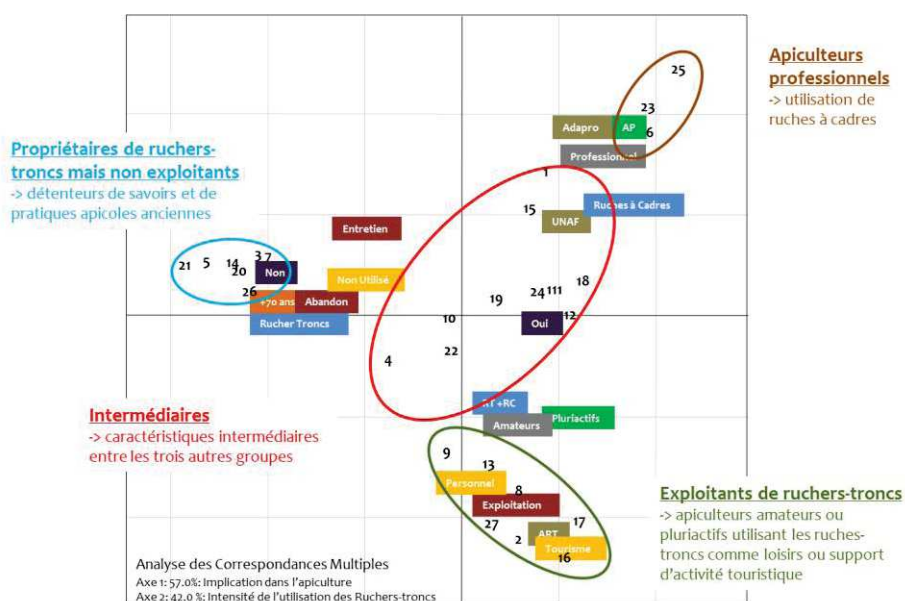 Apiculteurs
professionnels
-> utilisation de
ruches à cadres
25
23
6
Adapro
AP
Professionnel
1
Propriétaires de ruchers-
troncs mais non exploitants
-> détenteurs de savoirs et de
pratiques apicoles anciennes
Ruches à Cadres
15
UNAF
Entretien
21
5
14
3
7
20
Non
Non Utilisé
26
+70 ans
Abandon
Rucher Troncs
19
24
111
18
10
Oui
12
22
4
RT +RC
Amateurs
Pluriactifs
Intermédiaires
-> caractéristiques intermédiaires
entre les trois autres groupes
9
13
Personnel
8
Exploitation
27
17
2
ART
Tourisme
16
Exploitants de ruchers-troncs
-> apiculteurs amateurs ou
pluriactifs utilisant les ruches-
troncs comme loisirs ou support
d'activité touristique
Analyse des Correspondances Multiples
Axe 1: 57.0%: Implication dans l'apiculture
Axe 2: 42.0 %: Intensité de l'utilisation des Ruchers-troncs